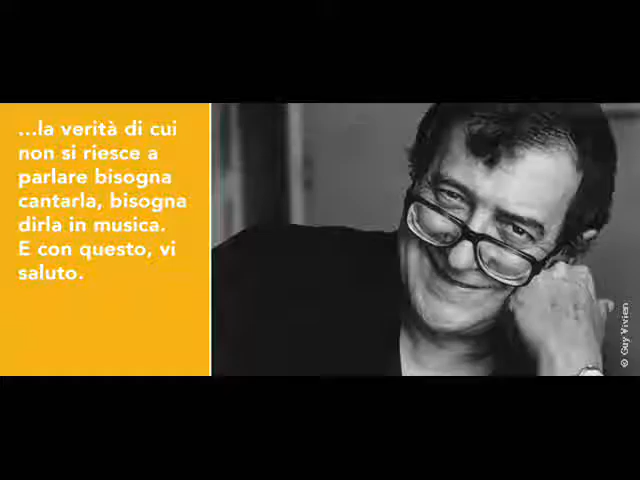 ...la verità di cui
non si riesce a
parlare bisogna
cantarla, bisogna
dirla in musica.
E con questo, vi
saluto.
© Guy Vivien